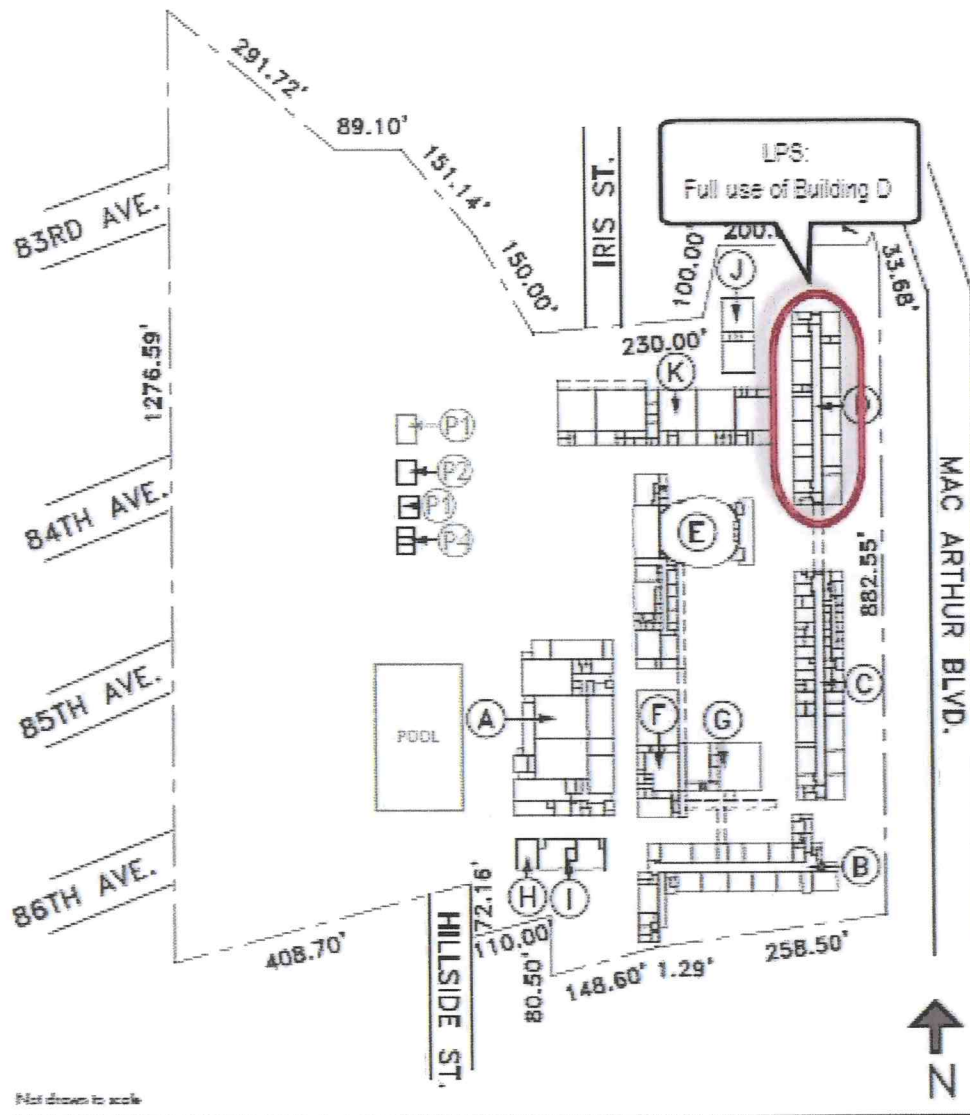 291.72'
89.10'
151.14'
150.00'
83RD AVE.
IRIS ST.
LPS:
Full use of Building D
100.00'
33.68'
J
230.00'
K
1276.59'
P1
P2
P1
P4
D
84TH AVE.
E
MAC ARTHUR BLVD.
882.55'
85TH AVE.
POOL
A
F
G
C
86TH AVE.
H
I
B
72.16'
408.70'
HILLSIDE ST.
110.00'
80.50'
148.60'
1.29'
258.50'
N
Not drawn to scale